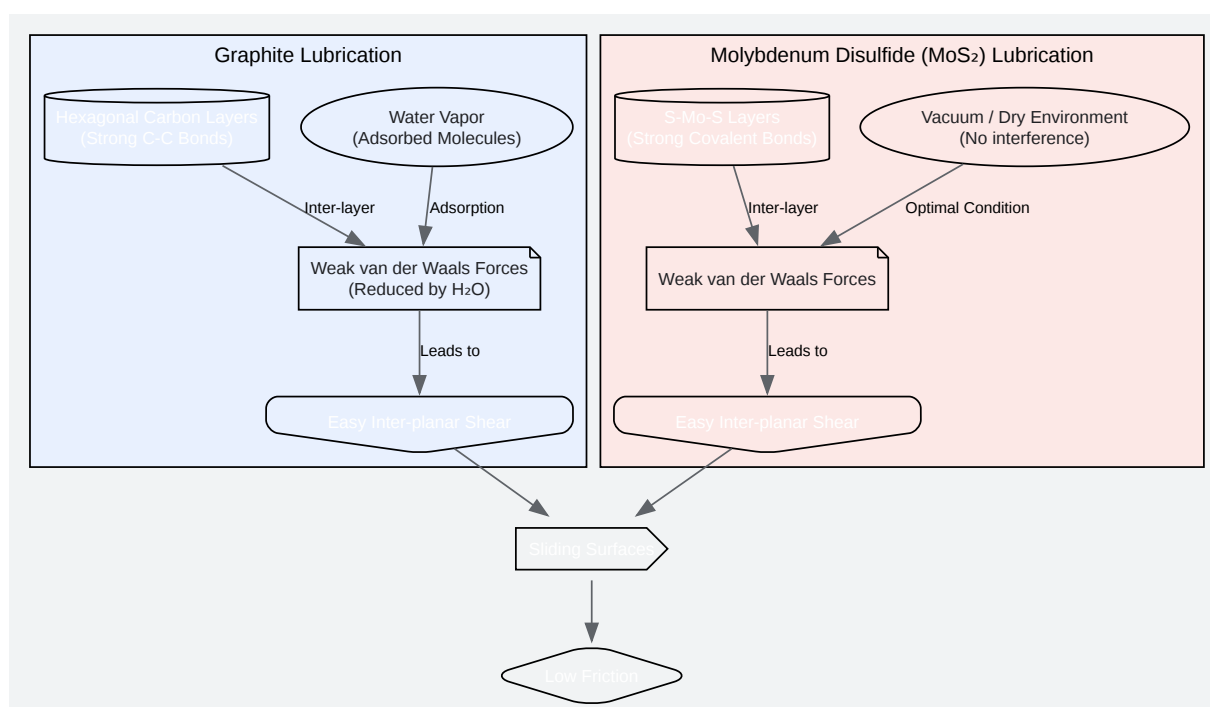 Graphite Lubrication
Hexagonal Carbon Layers
(Strong C-C Bonds)
Water Vapor
(Adsorbed Molecules)
Inter-layer
Adsorption
Weak van der Waals Forces
(Reduced by H₂O)
Leads to
Easy Inter-planar Shear
Molybdenum Disulfide (MoS₂) Lubrication
S-Mo-S Layers
(Strong Covalent Bonds)
Vacuum / Dry Environment
(No interference)
Inter-layer
Optimal Condition
Weak van der Waals Forces
Leads to
Easy Inter-planar Shear
Sliding Surfaces
Low Friction